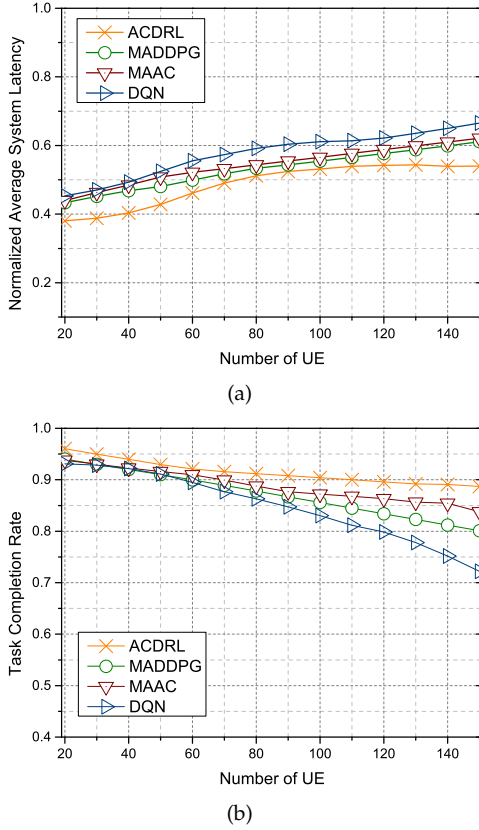 1.0
0.8
0.6
0.4
0.2
Normalized Average System Latency
ACDRL
MADDPG
MAAC
DQN
20 40 60 80 100 120 140
Number of UE
(a)
1.0
0.9
0.8
0.7
0.6
0.5
0.4
Task Completion Rate
ACDRL
MADDPG
MAAC
DQN
20 40 60 80 100 120 140
Number of UE
(b)